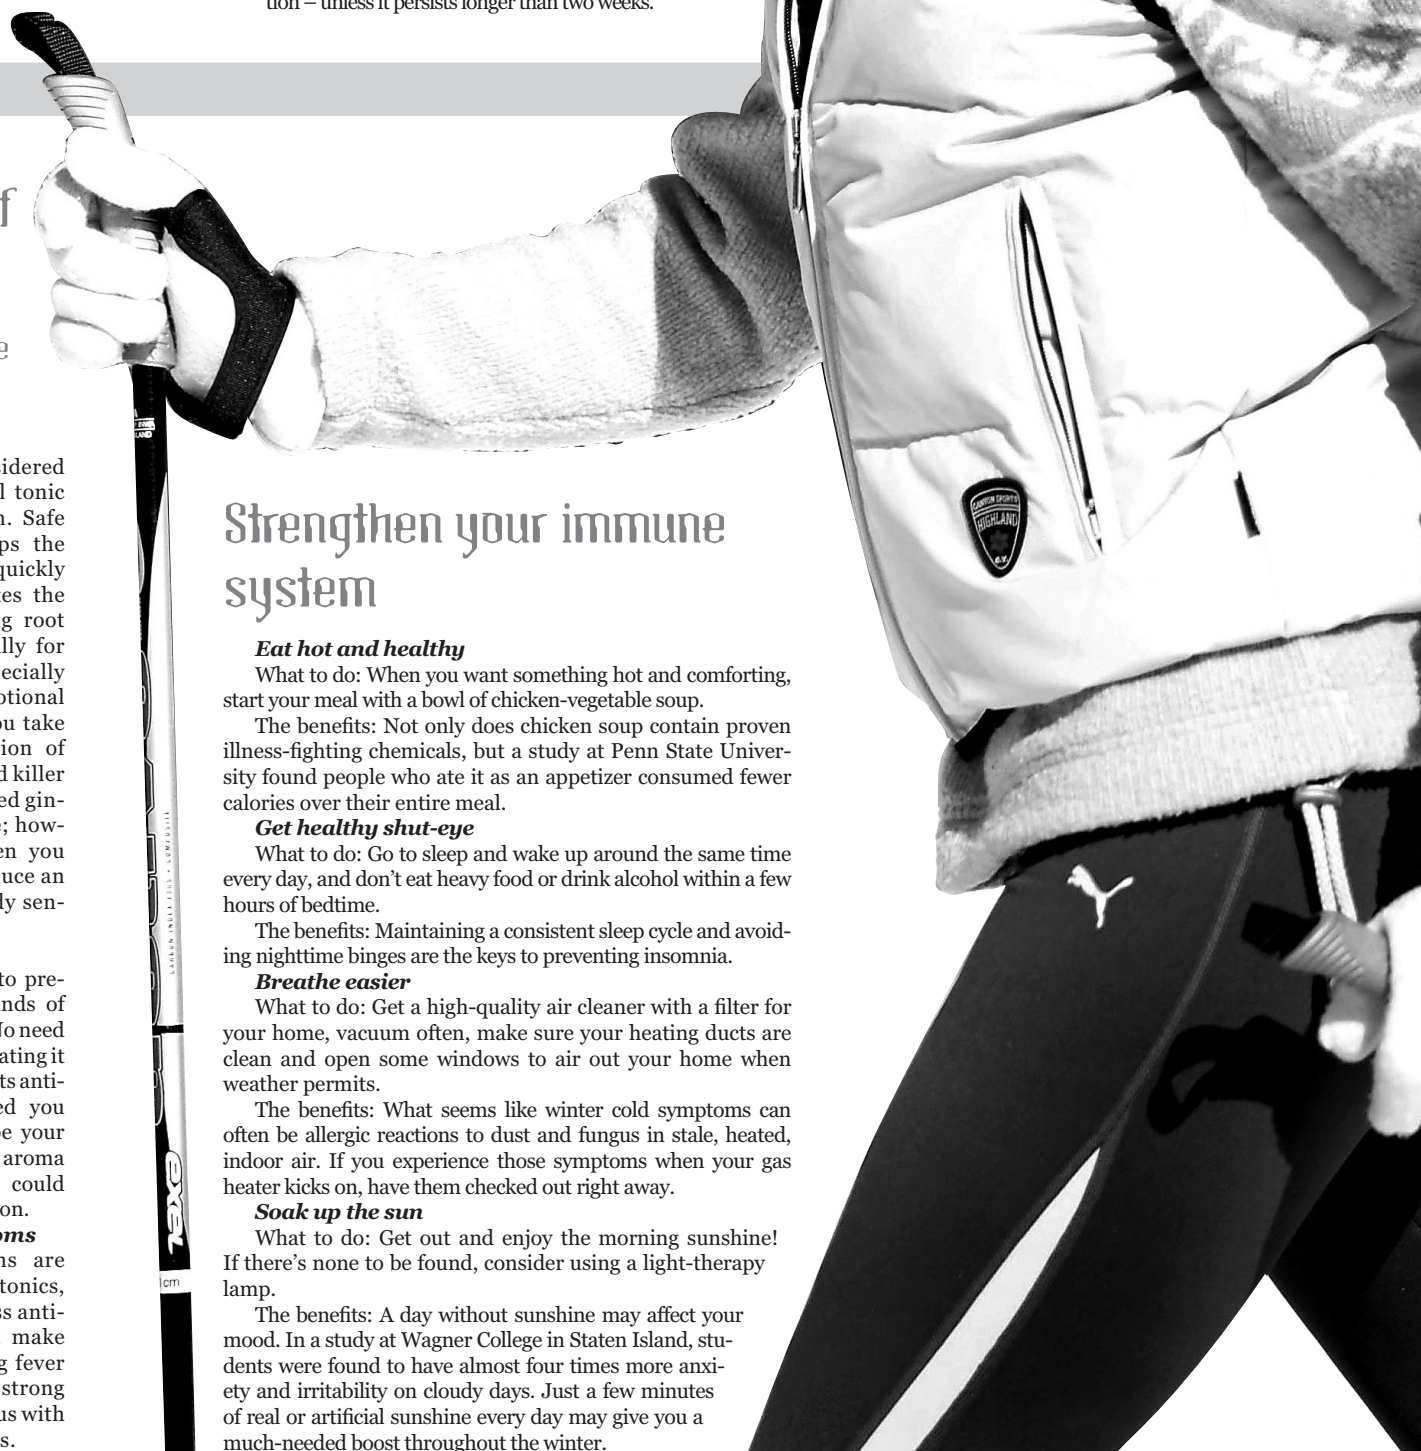 tion – unless it persists longer than two weeks.
f
e
sidered
l tonic
n. Safe
ps the
quickly
tes the
g root
lly for
ecially
otional
ou take
ion of
d killer
ed gin-
e; how-
en you
uce an
ly sen-
to pre-
nds of
No need
ating it
ts anti-
ed you
pe your
aroma
could
on.
oms
ns are
tonics,
ss anti-
make
g fever
strong
us with
s.
LAND
CARBON INDEX PLUS • COMPOSITE
exel
cm
Strengthen your immune
system
Eat hot and healthy
What to do: When you want something hot and comforting,
start your meal with a bowl of chicken-vegetable soup.
The benefits: Not only does chicken soup contain proven
illness-fighting chemicals, but a study at Penn State Univer-
sity found people who ate it as an appetizer consumed fewer
calories over their entire meal.
Get healthy shut-eye
What to do: Go to sleep and wake up around the same time
every day, and don’t eat heavy food or drink alcohol within a few
hours of bedtime.
The benefits: Maintaining a consistent sleep cycle and avoid-
ing nighttime binges are the keys to preventing insomnia.
Breathe easier
What to do: Get a high-quality air cleaner with a filter for
your home, vacuum often, make sure your heating ducts are
clean and open some windows to air out your home when
weather permits.
The benefits: What seems like winter cold symptoms can
often be allergic reactions to dust and fungus in stale, heated,
indoor air. If you experience those symptoms when your gas
heater kicks on, have them checked out right away.
Soak up the sun
What to do: Get out and enjoy the morning sunshine!
If there’s none to be found, consider using a light-therapy
lamp.
The benefits: A day without sunshine may affect your
mood. In a study at Wagner College in Staten Island, stu-
dents were found to have almost four times more anxi-
ety and irritability on cloudy days. Just a few minutes
of real or artificial sunshine every day may give you a
much-needed boost throughout the winter.
CANYON SPORTS
HIGHLAND
C.Y.